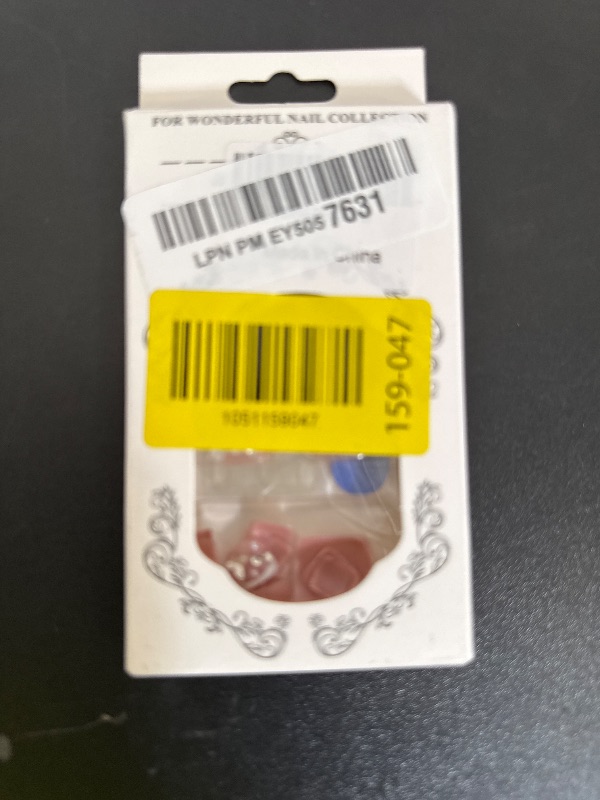 FOR WONDERFUL NAIL COLLECTION
LPN PM EY505 7631
159-047
1051159047